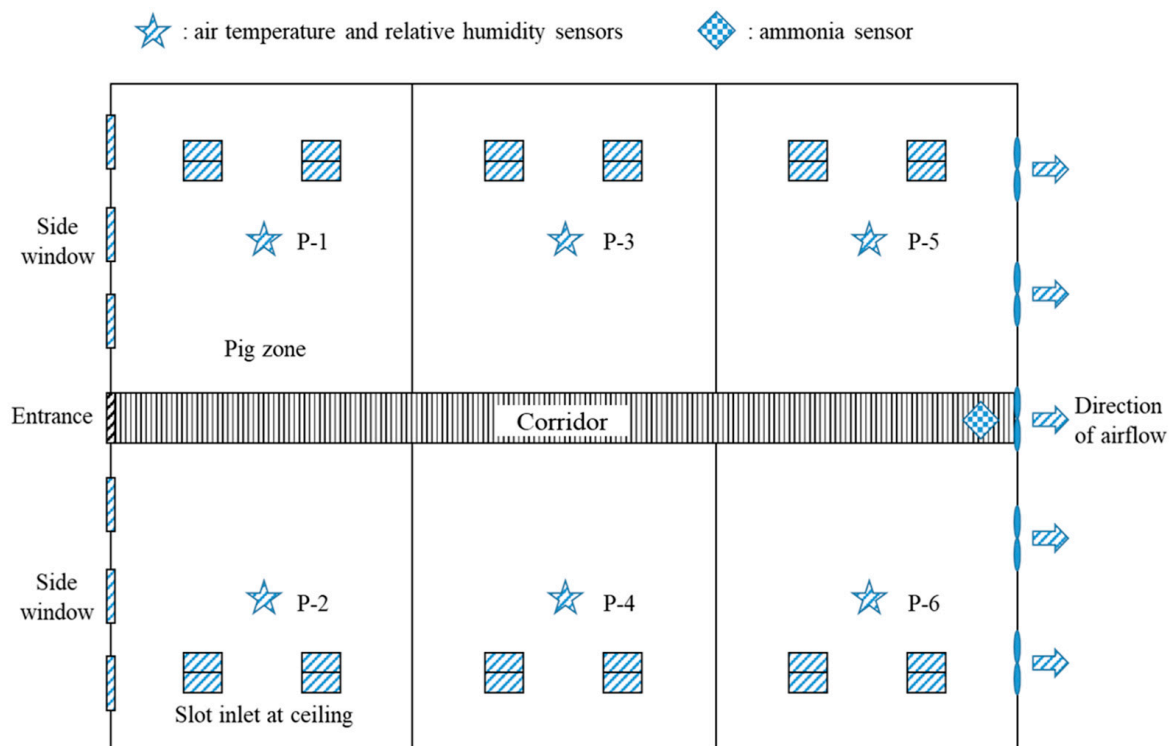 : air temperature and relative humidity sensors
: ammonia sensor
Side
window
P-1
P-3
P-5
Pig zone
Entrance
Corridor
Direction
of airflow
Side
window
P-2
P-4
P-6
Slot inlet at ceiling